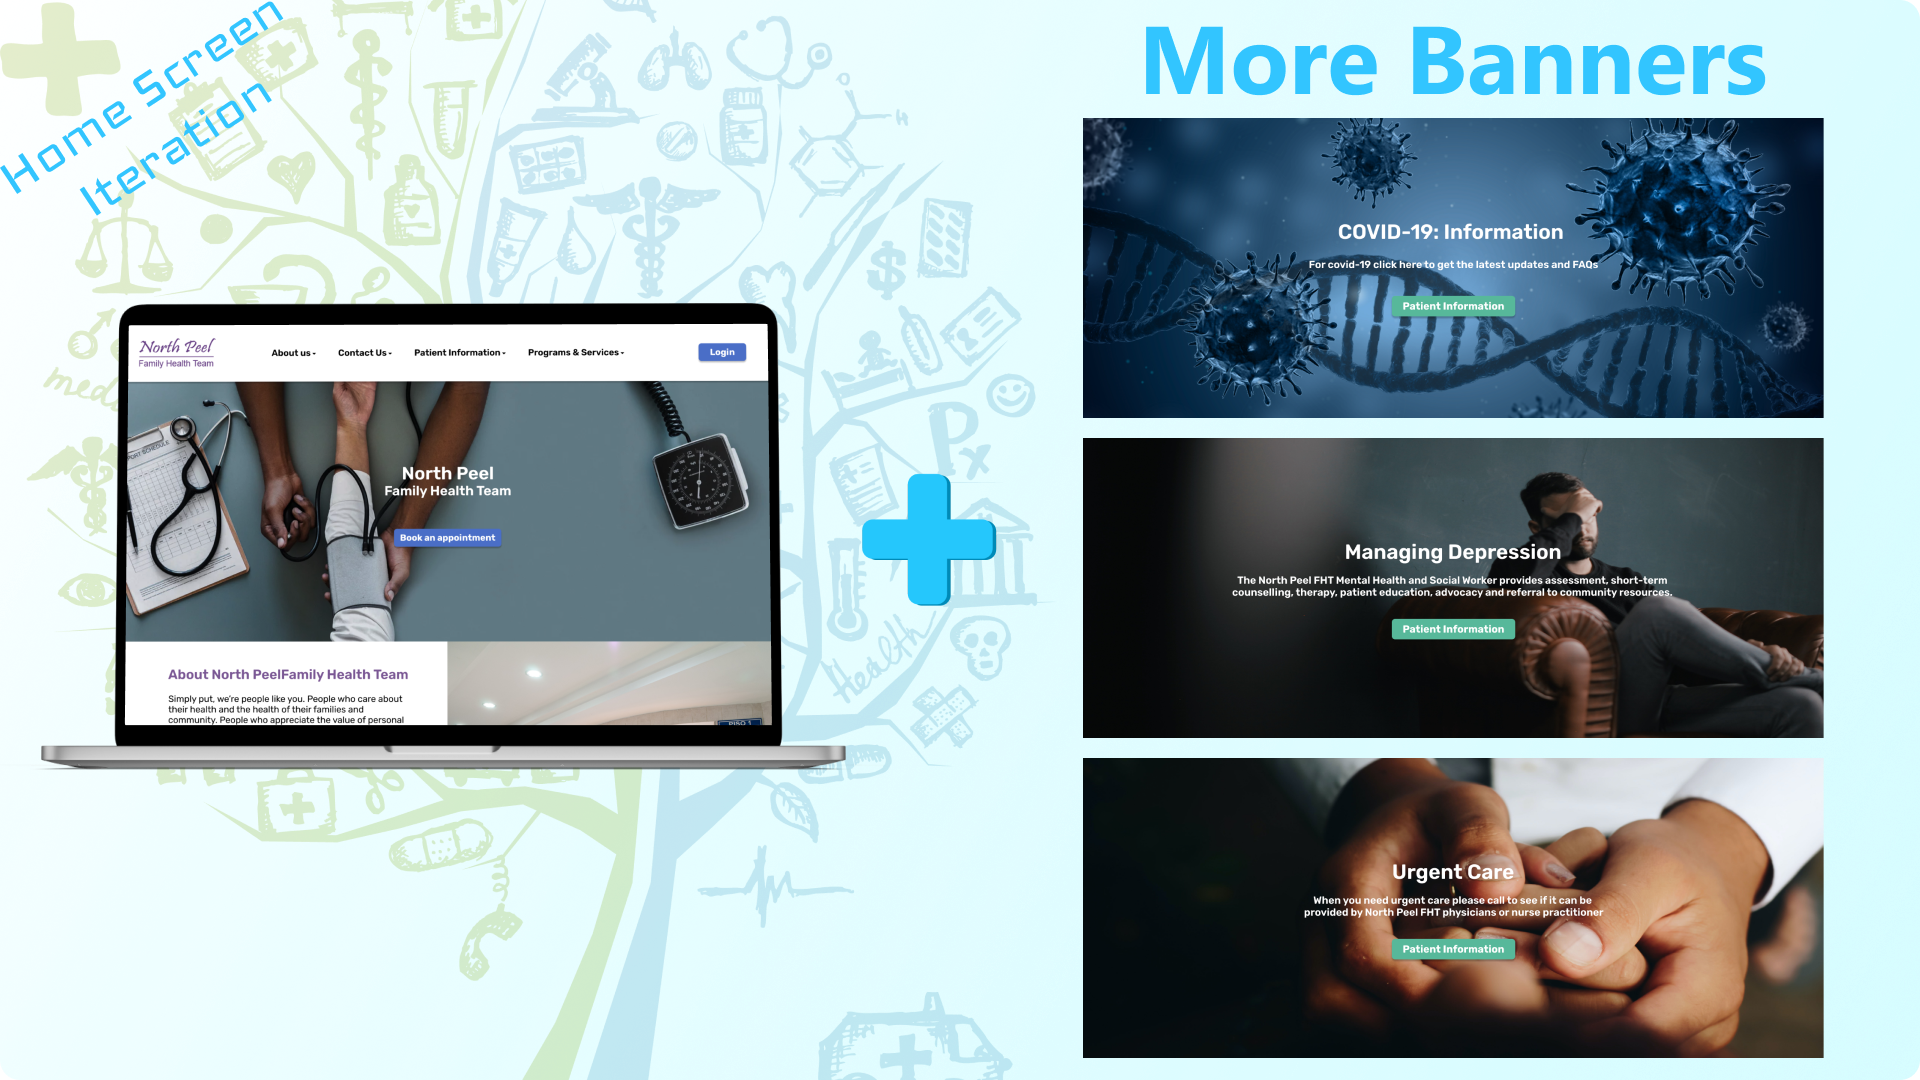 Home Screen
Iteration
More Banners
North Peel
Family Health Team
About us
Contact Us
Patient Information
Programs & Services
Login
North Peel
Family Health Team
Book an appointment
About North PeelFamily Health Team
Simply put, we're people like you. People who care about
their health and the health of their families and
community. People who appreciate the value of personal
PISO 1
COVID-19: Information
For covid-19 click here to get the latest updates and FAQs
Patient Information
Managing Depression
The North Peel FHT Mental Health and Social Worker provides assessment, short-term
counselling, therapy, patient education, advocacy and referral to community resources.
Patient Information
Urgent Care
When you need urgent care please call to see if it can be
provided by North Peel FHT physicians or nurse practitioner
Patient Information
Health